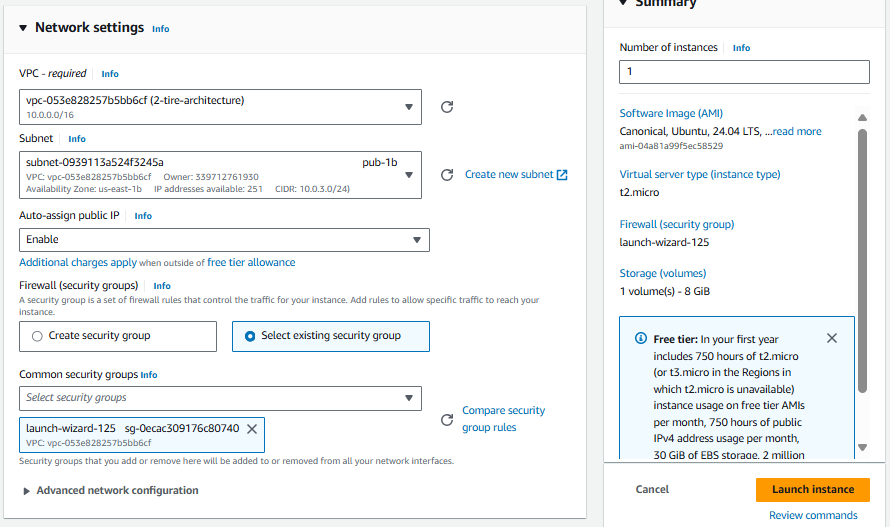 Network settings Info
VPC - required Info
vpc-053e828257b5bb6cf (2-tire-architecture)
10.0.0.0/16
Subnet Info
subnet-0939113a524f3245a pub-1b
VPC: vpc-053e828257b5bb6cf Owner: 339712761930
Availability Zone: us-east-1b IP addresses available: 251 CIDR: 10.0.3.0/24)
Create new subnet
Auto-assign public IP Info
Enable
Additional charges apply when outside of free tier allowance
Firewall (security groups) Info
A security group is a set of firewall rules that control the traffic for your instance. Add rules to allow specific traffic to reach your
instance.
Create security group
Select existing security group
Common security groups Info
Select security groups
launch-wizard-125 sg-0ecac309176c80740
VPC: vpc-053e828257b5bb6cf
Compare security
group rules
Security groups that you add or remove here will be added to or removed from all your network interfaces.
Advanced network configuration
Summary
Number of instances Info
1
Software Image (AMI)
Canonical, Ubuntu, 24.04 LTS, ...read more
ami-04a81a99f5ec58529
Virtual server type (instance type)
t2.micro
Firewall (security group)
launch-wizard-125
Storage (volumes)
1 volume(s) - 8 GiB
Free tier: In your first year
includes 750 hours of t2.micro
(or t3.micro in the Regions in
which t2.micro is unavailable)
instance usage on free tier AMIs
per month, 750 hours of public
IPv4 address usage per month,
30 GiB of EBS storage, 2 million
Cancel
Launch instance
Review commands